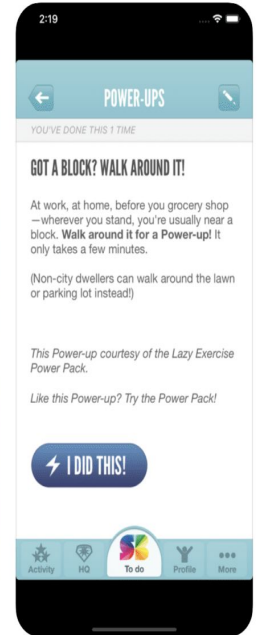 2:19
POWER-UPS
YOU'VE DONE THIS 1 TIME
GOT A BLOCK? WALK AROUND IT!
At work, at home, before you grocery shop
—wherever you stand, you're usually near a
block. Walk around it for a Power-up! It
only takes a few minutes.
(Non-city dwellers can walk around the lawn
or parking lot instead!)
This Power-up courtesy of the Lazy Exercise
Power Pack.
Like this Power-up? Try the Power Pack!
I DID THIS!
Activity HQ To do Profile More